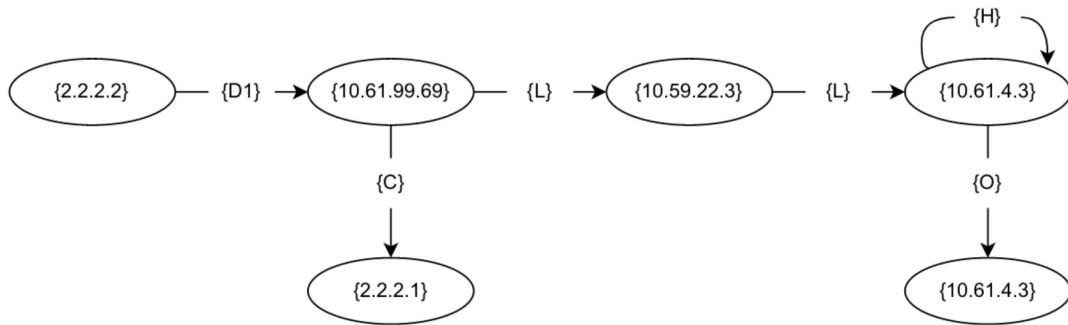 {H}
{2.2.2.2} {D1} {10.61.99.69} {L} {10.59.22.3} {L} {10.61.4.3}
{C} {O}
{2.2.2.1} {10.61.4.3}